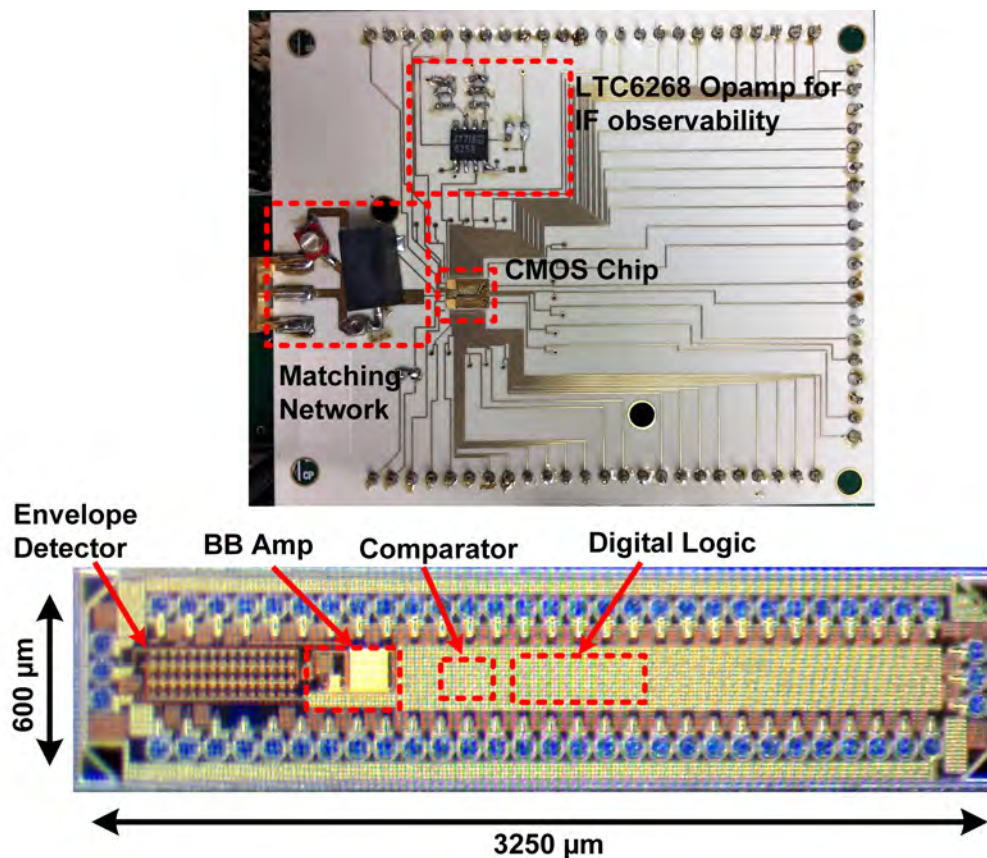 LTC6268 Opamp for
IF observability
CMOS Chip
Matching
Network
CP
Envelope
Detector
BB Amp
Comparator
Digital Logic
600 µm
3250 µm